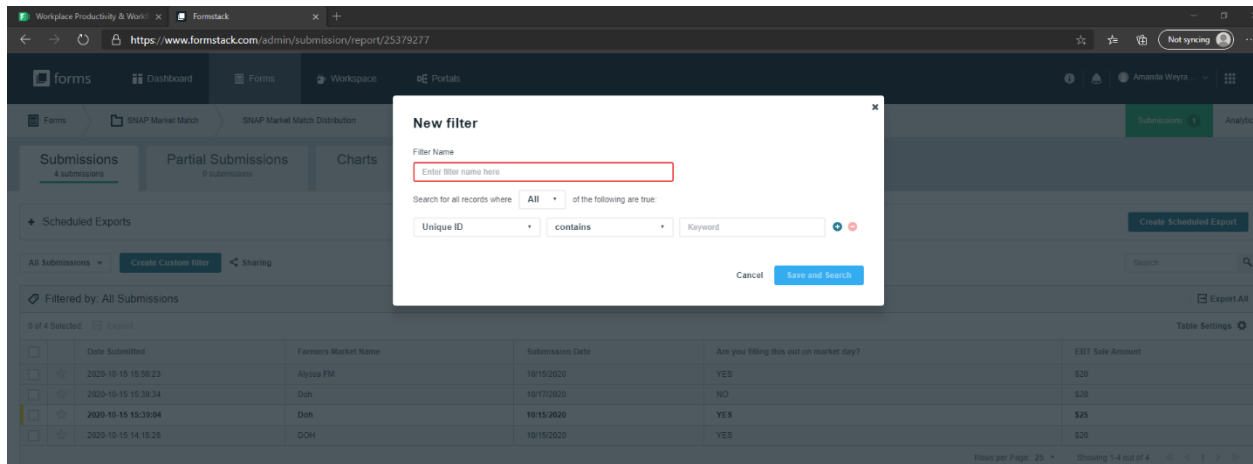 Workplace Productivity & Workf
Formstack
https://www.formstack.com/admin/submission/report/25379277
Not syncing
forms
Dashboard
Forms
Workspace
Portals
Amanda Weyra...
Forms
SNAP Market Match
SNAP Market Match Distribution
Submissions 1
Analytic
Submissions
4 submissions
Partial Submissions
0 submissions
Charts
New filter
Filter Name
Enter filter name here
Search for all records where All of the following are true:
Unique ID contains Keyword
Cancel Save and Search
+ Scheduled Exports
Create Scheduled Export
All Submissions Create Custom filter Sharing
Search
Filtered by: All Submissions
Export All
0 of 4 Selected Export
Table Settings
Date Submitted Farmers Market Name Submission Date Are you filling this out on market day? EBT Sale Amount
2020-10-15 15:58:23 Alyssa FM 10/15/2020 YES $20
2020-10-15 15:39:34 Doh 10/17/2020 NO $20
2020-10-15 15:39:04 Doh 10/15/2020 YES $25
2020-10-15 14:15:26 DOH 10/15/2020 YES $20
Rows per Page: 25 Showing 1-4 out of 4 1